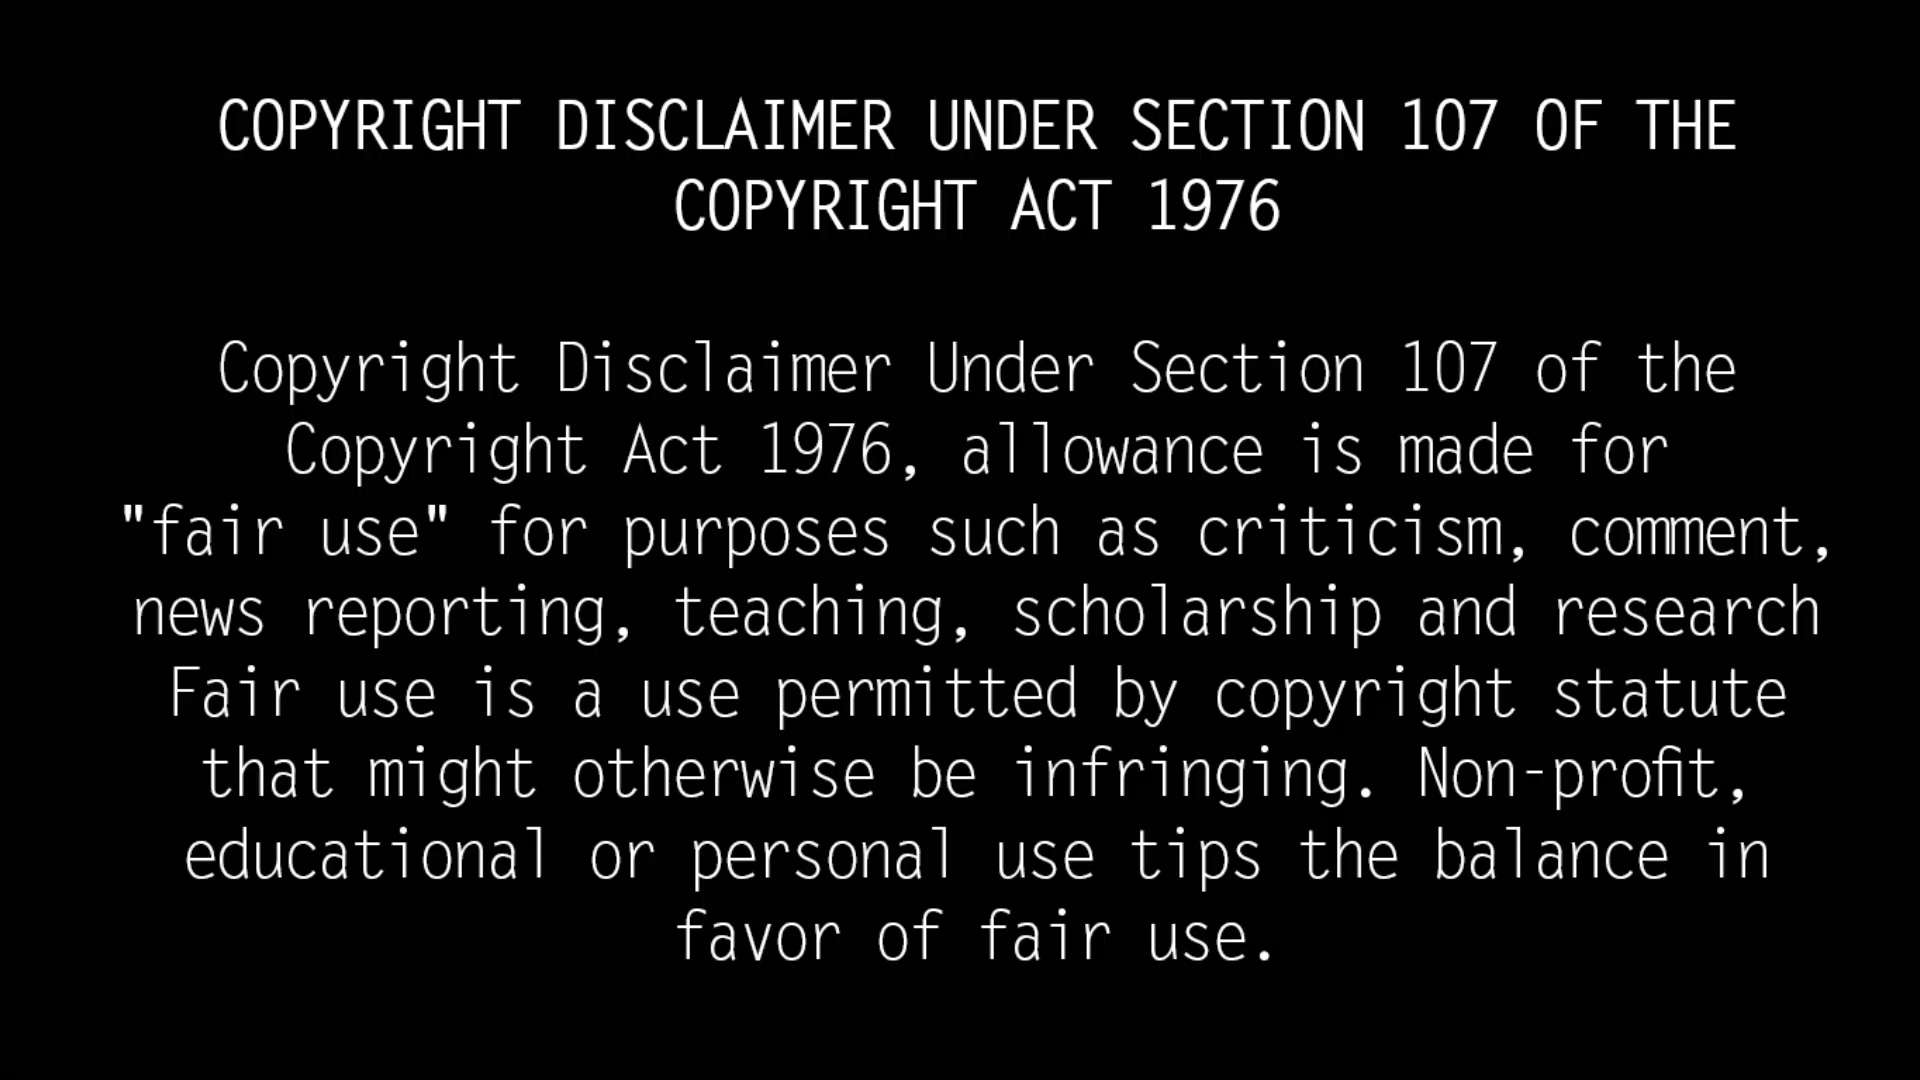 COPYRIGHT DISCLAIMER UNDER SECTION 107 OF THE
COPYRIGHT ACT 1976
Copyright Disclaimer Under Section 107 of the
Copyright Act 1976, allowance is made for
"fair use" for purposes such as criticism, comment,
news reporting, teaching, scholarship and research
Fair use is a use permitted by copyright statute
that might otherwise be infringing. Non-profit,
educational or personal use tips the balance in
favor of fair use.